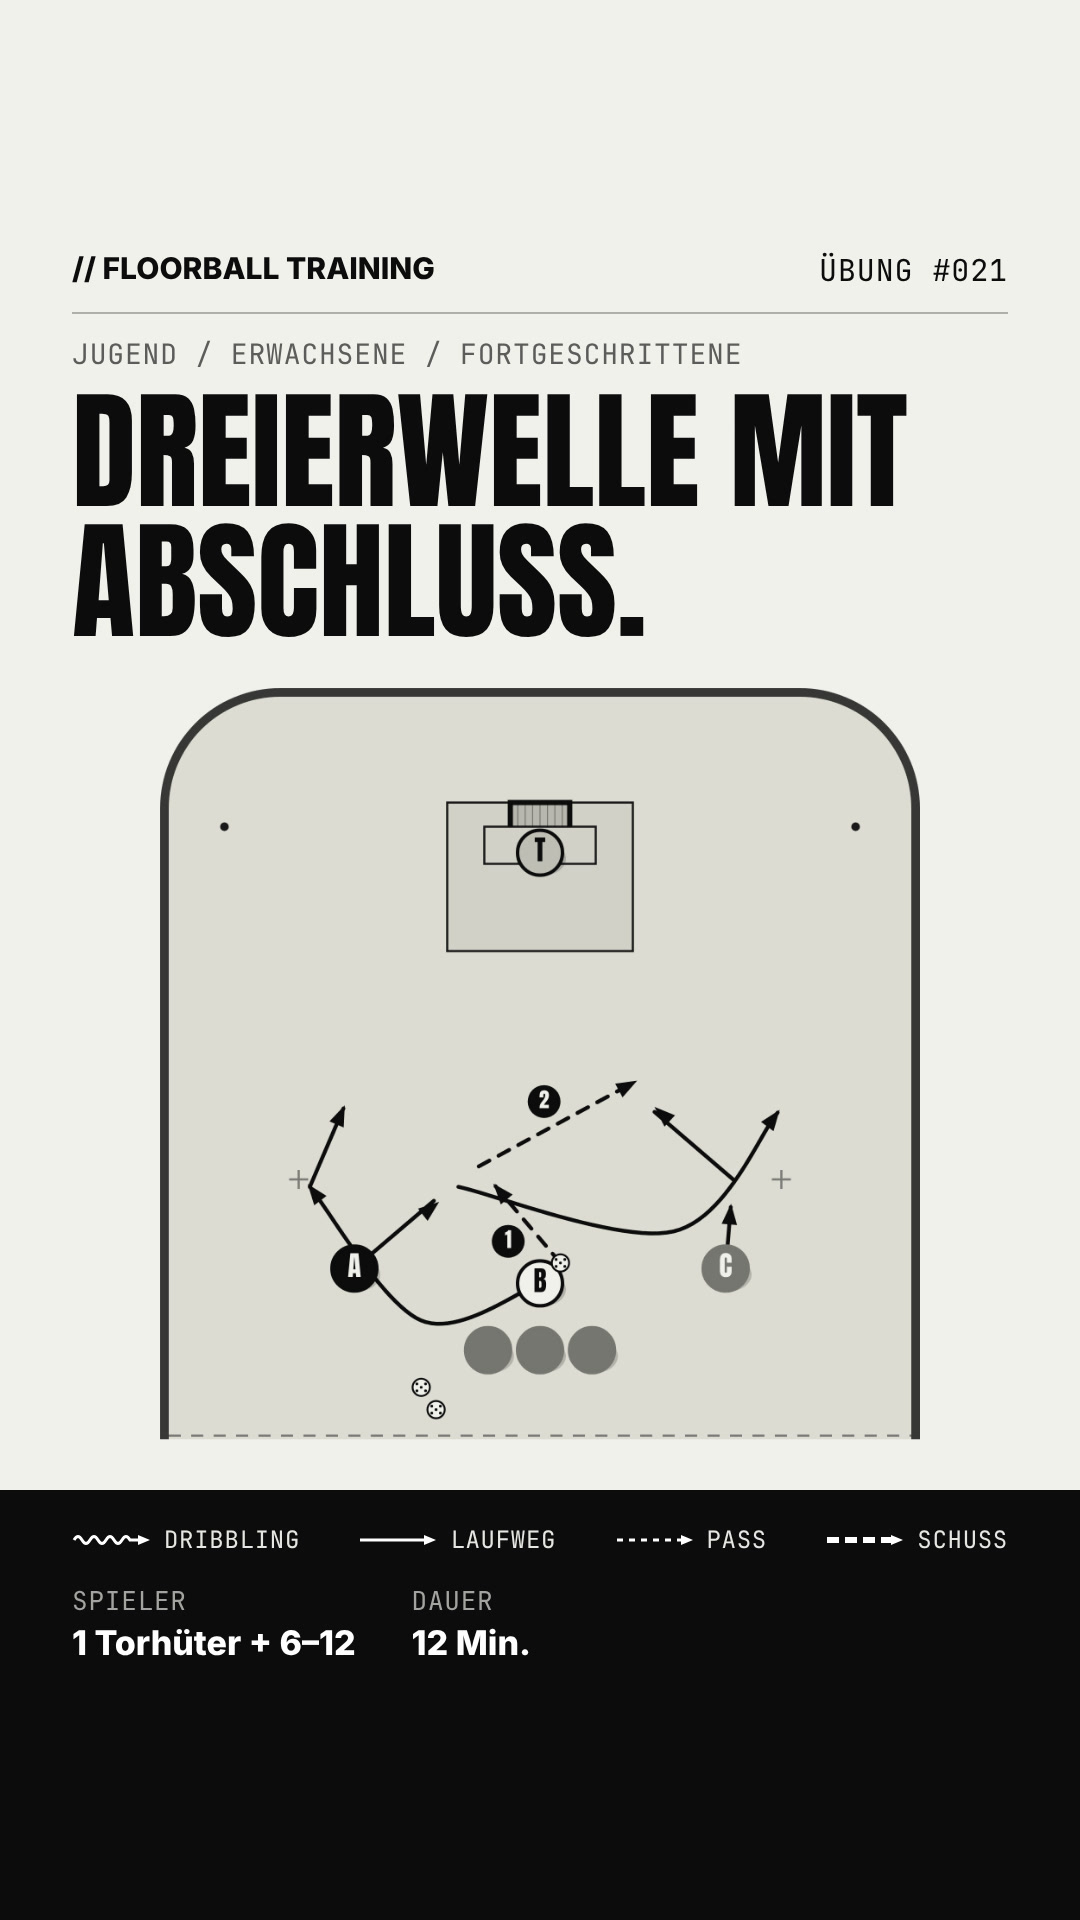 // FLOORBALL TRAINING
ÜBUNG #021
JUGEND / ERWACHSENE / FORTGESCHRITTENE
DREIERWELLE MIT
ABSCHLUSS.
T
2
1
A
B
C
DRIBBLING
LAUFWEG
PASS
SCHUSS
SPIELER
DAUER
1 Torhüter + 6–12
12 Min.